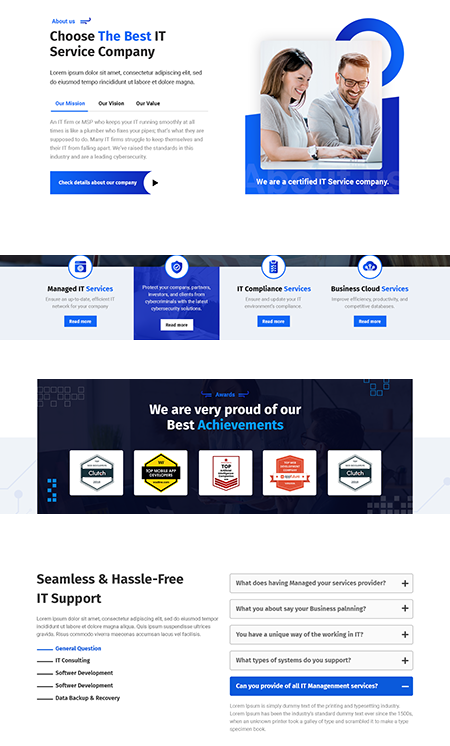 About us
Choose The Best IT
Service Company
Lorem ipsum dolor sit amet, consectetur adipiscing elit, sed
do eiusmod tempor incididunt ut labore et dolore magna.
Our Mission
Our Vision
Our Value
An IT firm or MSP who keeps your IT running smoothly at all
times is like a plumber who fixes your pipes; that's what they are
supposed to do. Many IT firms struggle to keep themselves and
their IT from falling apart. We've raised the standards in this
industry and are a leading cybersecurity.
Check details about our company
About us
We are a certified IT Service company.
Managed IT Services
Ensure an up-to-date, efficient IT
network for your company
Read more
Protect your company, partners,
investors, and clients from
cybercriminals with the latest
cybersecurity solutions.
Read more
IT Compliance Services
Ensure and update your IT
environment's compliance.
Read more
Business Cloud Services
Improve efficiency, productivity, and
competitive databases.
Read more
Awards
We are very proud of our
Best Achievements
Clutch
TOP MOBILE APP
DEVELOPERS
TOP
Clutch
Seamless & Hassle-Free
IT Support
Lorem ipsum dolor sit amet, consectetur adipiscing elit, sed do eiusmod tempor incididunt ut
labore et dolore magna aliqua. Quis ipsum suspendisse ultrices
gravida. Risus commodo viverra maecenas accumsan lacus vel facilisis.
General Question
IT Consulting
Softwer Development
Softwer Development
Data Backup & Recovery
What does having Managed your services provider?
What you about say your Business palnning?
You have a unique way of the working in IT?
What types of systems do you support?
Can you provide of all IT Managenment services?
Lorem Ipsum is simply dummy text of the printing and typesetting industry.
Lorem Ipsum has been the industry's standard dummy text ever since the 1500s,
when an unknown printer took a galley of type and scrambled it to make a type
specimen book.